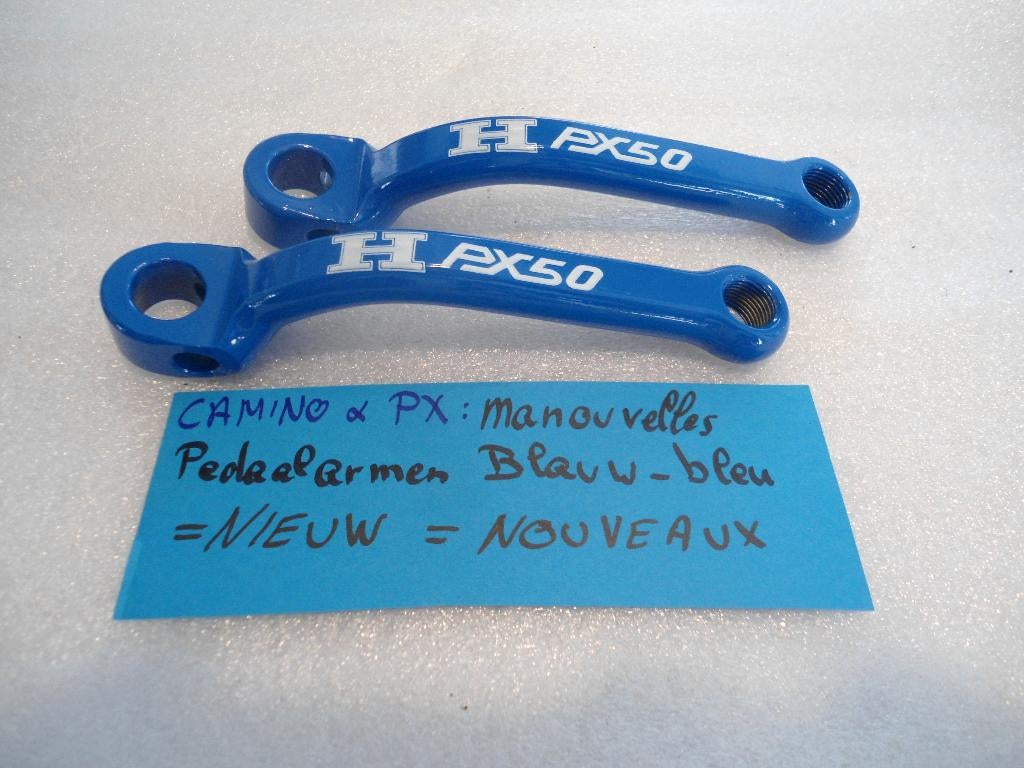 H PX50
H PX50
CAMINO & PX: Manouvelles
Pedaalarmen Blauw-bleu
=NIEUW = NOUVEAUX